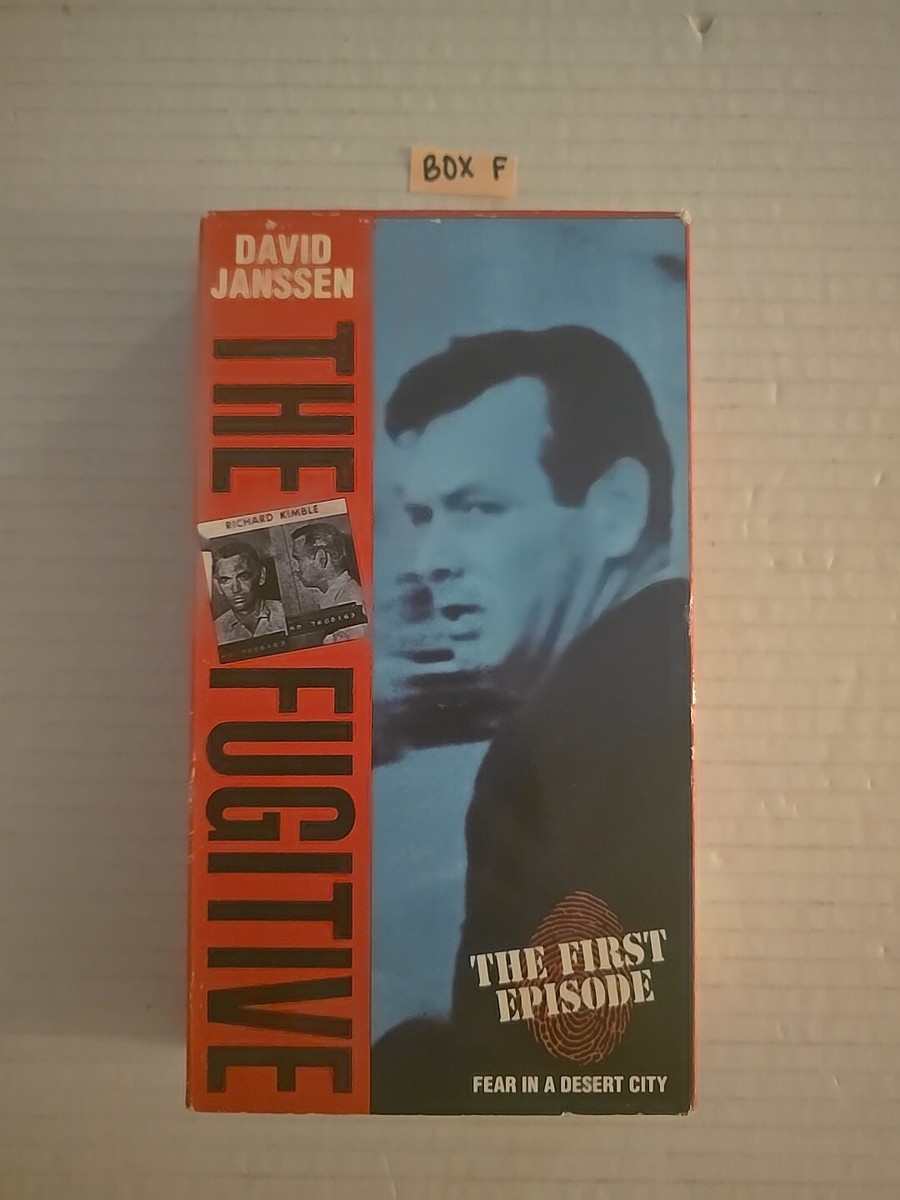 BOX F
DAVID
JANSSEN
THE
RICHARD KIMBLE
FUGITIVE
THE FIRST
EPISODE
FEAR IN A DESERT CITY